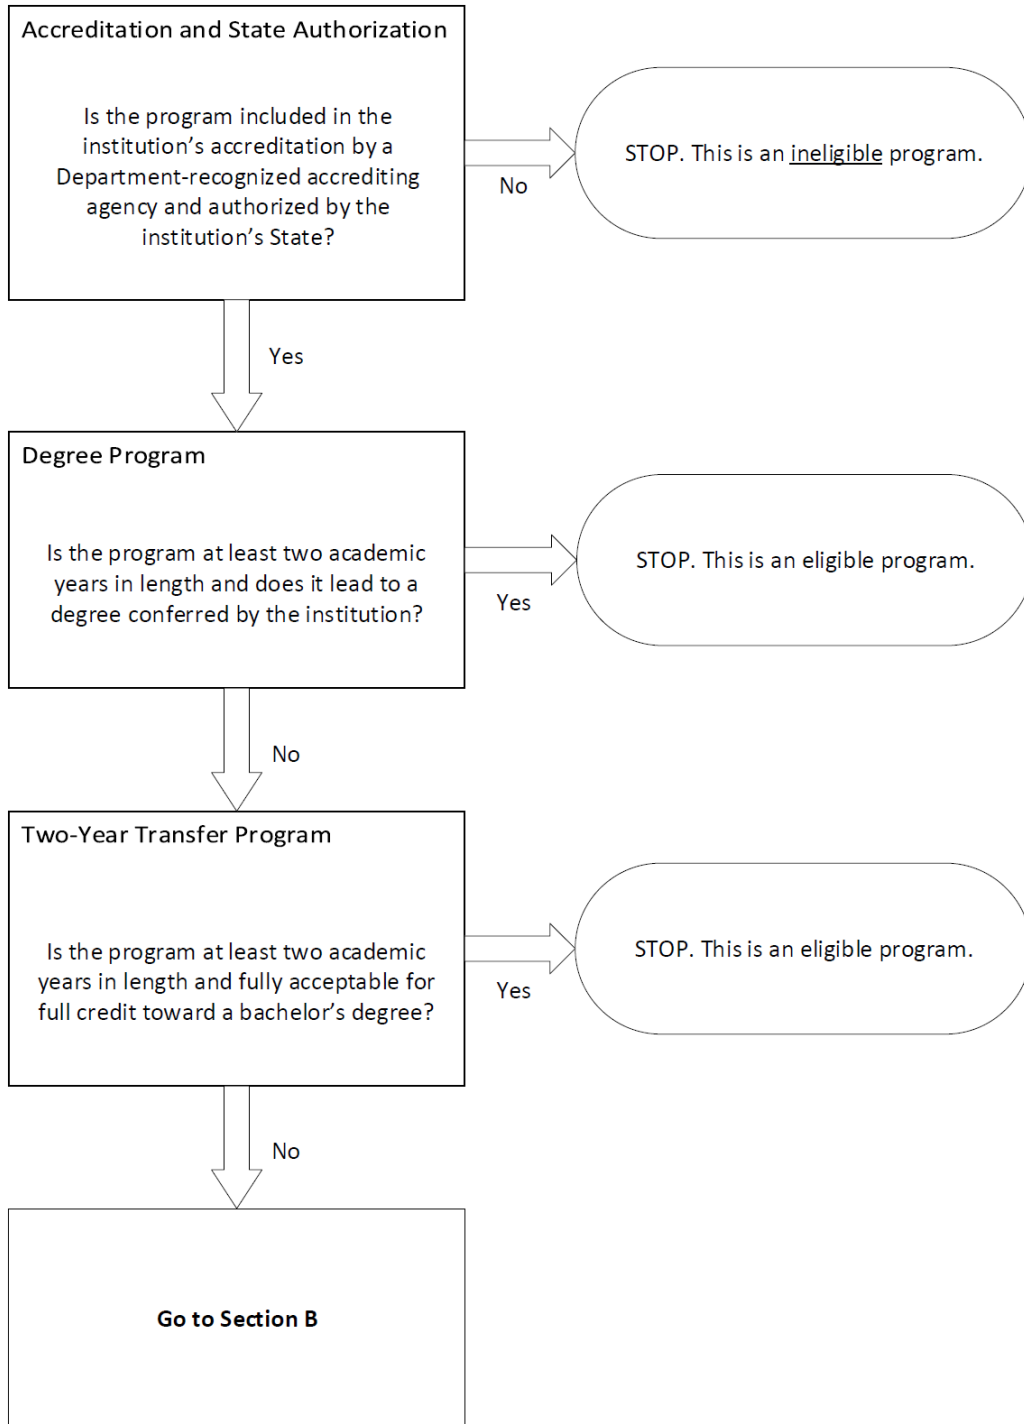 Accreditation and State Authorization
Is the program included in the
institution’s accreditation by a
Department-recognized accrediting
agency and authorized by the
institution’s State?
No
STOP. This is an ineligible program.
Yes
Degree Program
Is the program at least two academic
years in length and does it lead to a
degree conferred by the institution?
Yes
STOP. This is an eligible program.
No
Two-Year Transfer Program
Is the program at least two academic
years in length and fully acceptable for
full credit toward a bachelor’s degree?
Yes
STOP. This is an eligible program.
No
Go to Section B